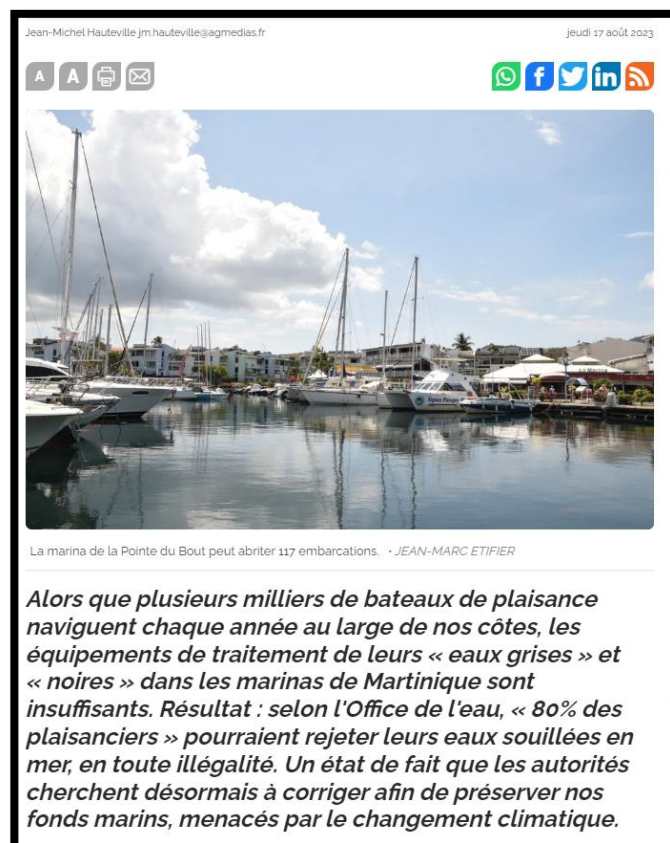 Jean-Michel Hauteville jm.hauteville@agmedias.fr
jeudi 17 août 2023
A A
La marina de la Pointe du Bout peut abriter 117 embarcations. • JEAN-MARC ETIFIER
Alors que plusieurs milliers de bateaux de plaisance
naviguent chaque année au large de nos côtes, les
équipements de traitement de leurs « eaux grises » et
« noires » dans les marinas de Martinique sont
insuffisants. Résultat : selon l'Office de l'eau, « 80% des
plaisanciers » pourraient rejeter leurs eaux souillées en
mer, en toute illégalité. Un état de fait que les autorités
cherchent désormais à corriger afin de préserver nos
fonds marins, menacés par le changement climatique.